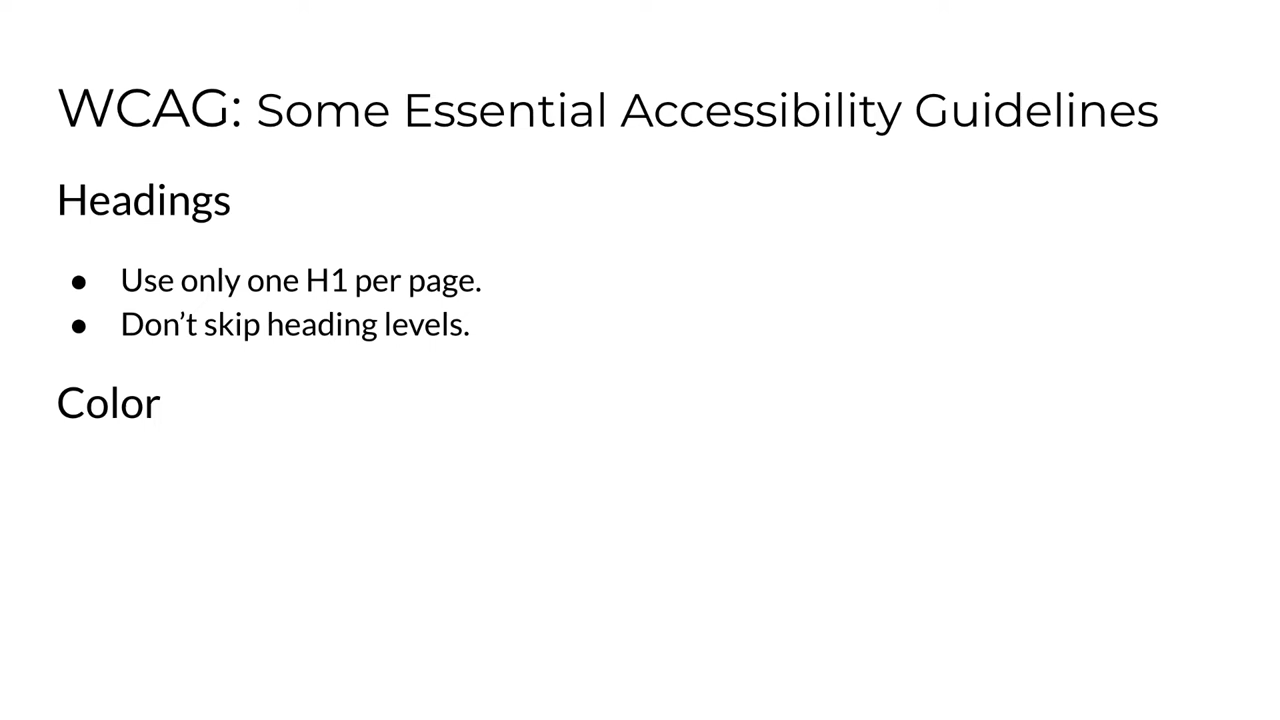 WCAG: Some Essential Accessibility Guidelines
Headings
● Use only one H1 per page.
● Don’t skip heading levels.
Color